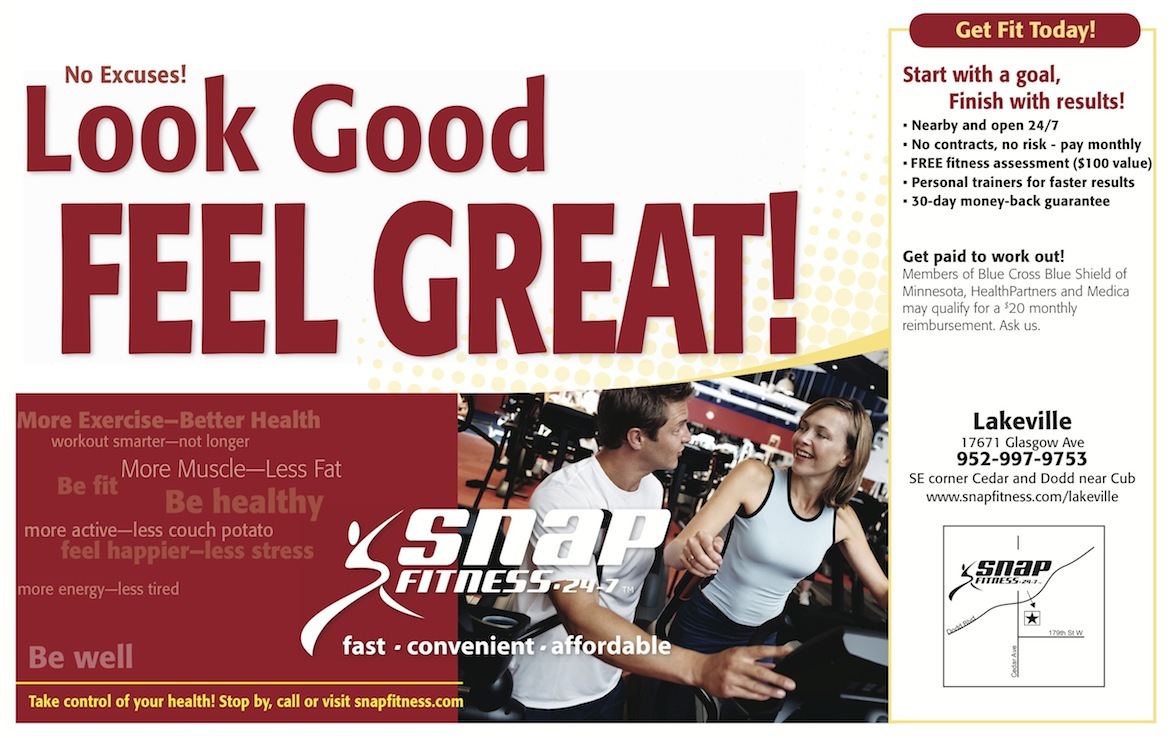 No Excuses!
Look Good
FEEL GREAT!
More Exercise—Better Health
workout smarter—not longer
More Muscle—Less Fat
Be fit
Be healthy
more active—less couch potato
feel happier—less stress
more energy—less tired
Be well
snap
FITNESS·24-7™
fast · convenient · affordable
Take control of your health! Stop by, call or visit snapfitness.com
Get Fit Today!
Start with a goal,
Finish with results!
• Nearby and open 24/7
• No contracts, no risk - pay monthly
• FREE fitness assessment ($100 value)
• Personal trainers for faster results
• 30-day money-back guarantee
Get paid to work out!
Members of Blue Cross Blue Shield of
Minnesota, HealthPartners and Medica
may qualify for a $20 monthly
reimbursement. Ask us.
Lakeville
17671 Glasgow Ave
952-997-9753
SE corner Cedar and Dodd near Cub
www.snapfitness.com/lakeville
snap
FITNESS·24-7™
Dodd Blvd
179th St W
Cedar Ave